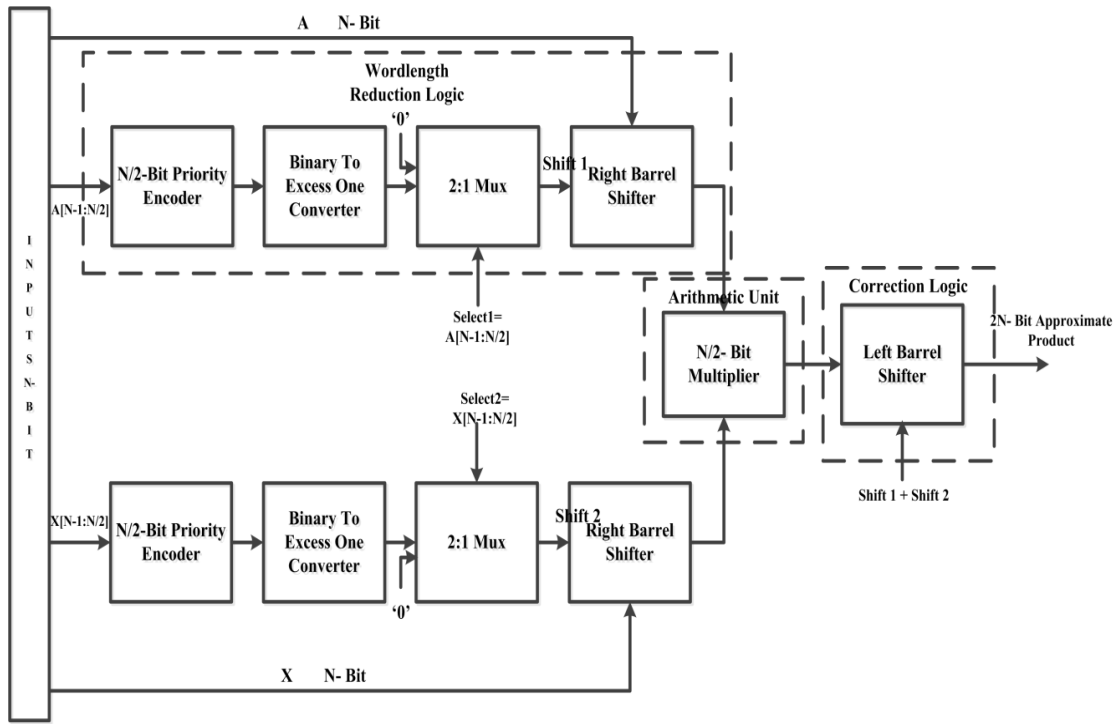 A N- Bit
Wordlength
Reduction Logic
‘0’
N/2-Bit Priority
Encoder
Binary To
Excess One
Converter
2:1 Mux
Shift 1
Right Barrel
Shifter
A[N-1:N/2]
I
N
P
U
T
S
N-
B
I
T
Select1=
A[N-1:N/2]
Arithmetic Unit
N/2- Bit
Multiplier
Correction Logic
Left Barrel
Shifter
2N- Bit Approximate
Product
Shift 1 + Shift 2
Select2=
X[N-1:N/2]
X[N-1:N/2]
N/2-Bit Priority
Encoder
Binary To
Excess One
Converter
2:1 Mux
Shift 2
Right Barrel
Shifter
‘0’
X N- Bit